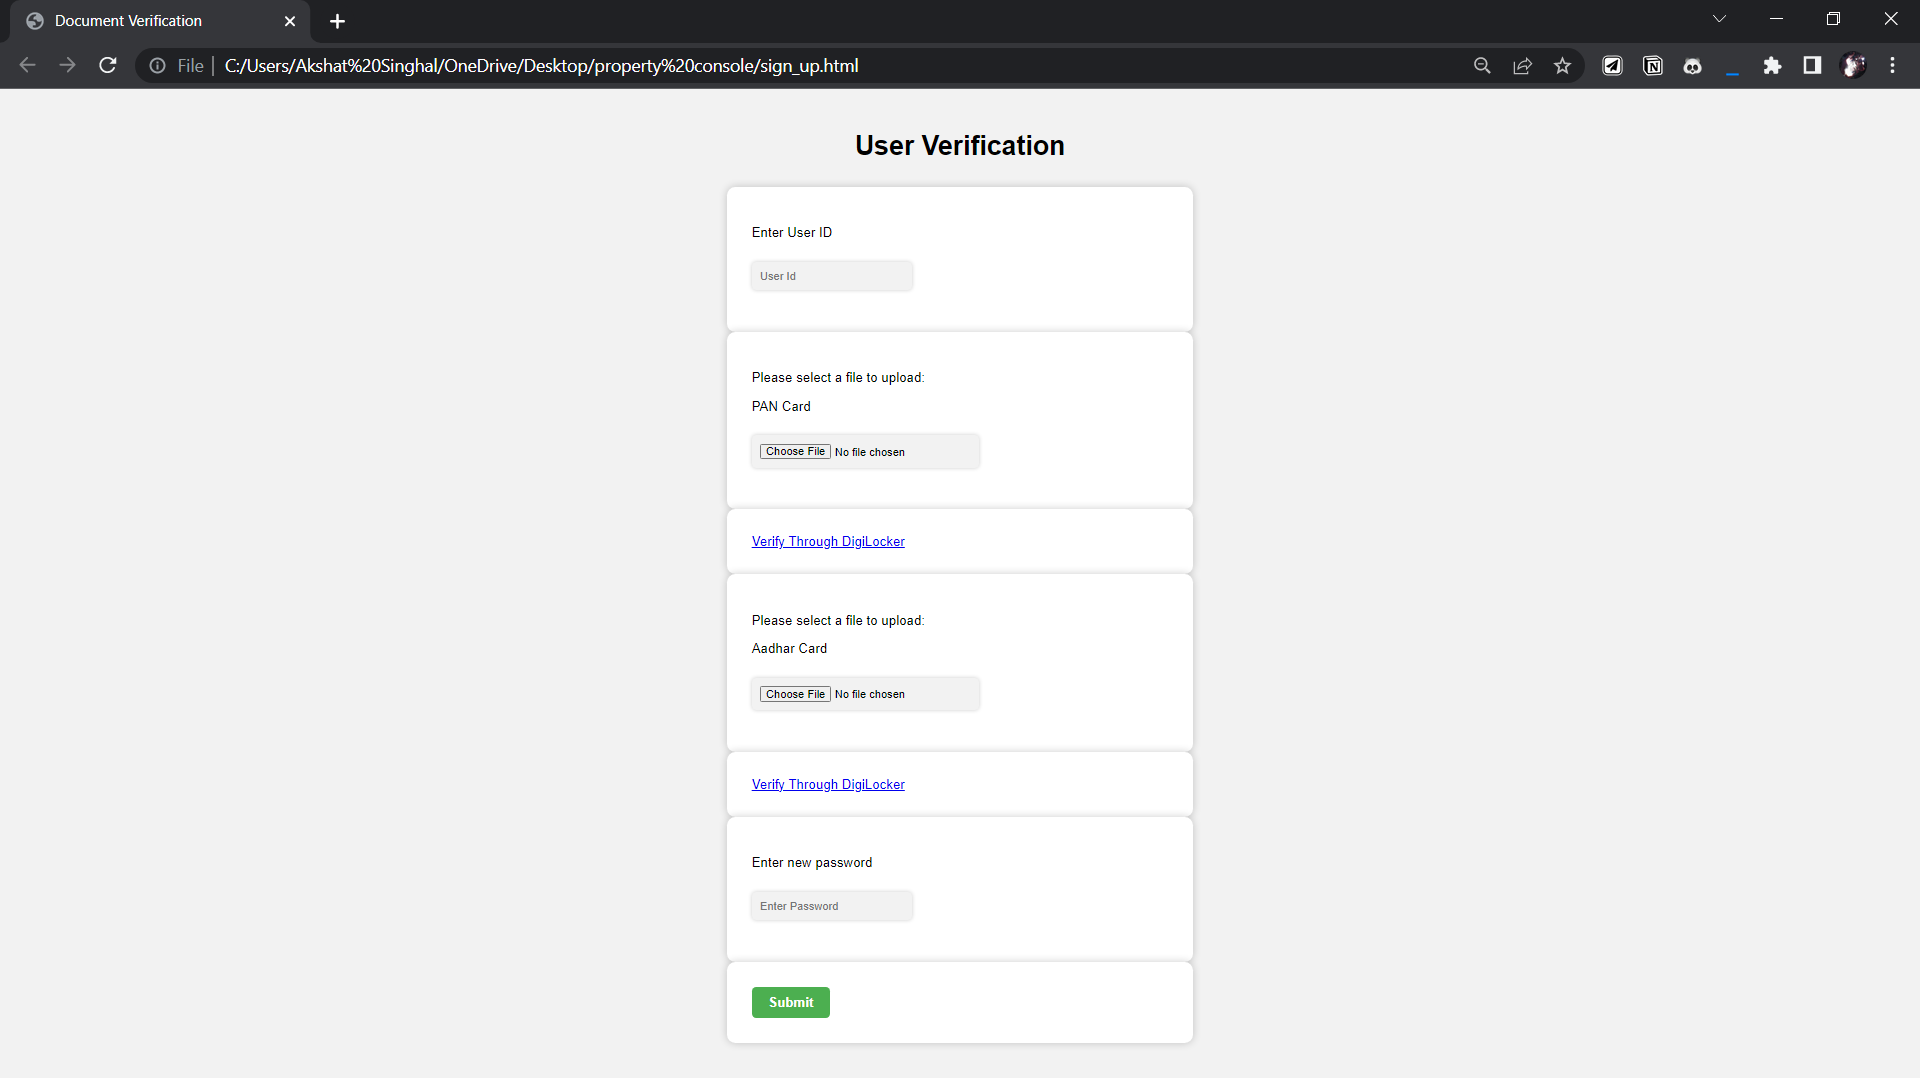 Document Verification
File | C:/Users/Akshat%20Singhal/OneDrive/Desktop/property%20console/sign_up.html
User Verification
Enter User ID
User Id
Please select a file to upload:
PAN Card
Choose File No file chosen
Verify Through DigiLocker
Please select a file to upload:
Aadhar Card
Choose File No file chosen
Verify Through DigiLocker
Enter new password
Enter Password
Submit